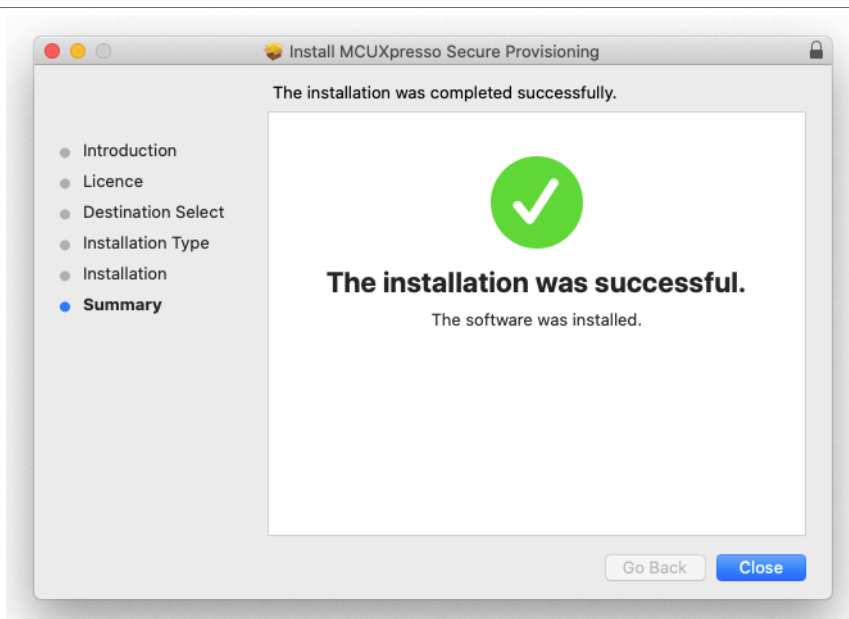 Install MCUXpresso Secure Provisioning
The installation was completed successfully.
Introduction
Licence
Destination Select
Installation Type
Installation
Summary
The installation was successful.
The software was installed.
Go Back
Close